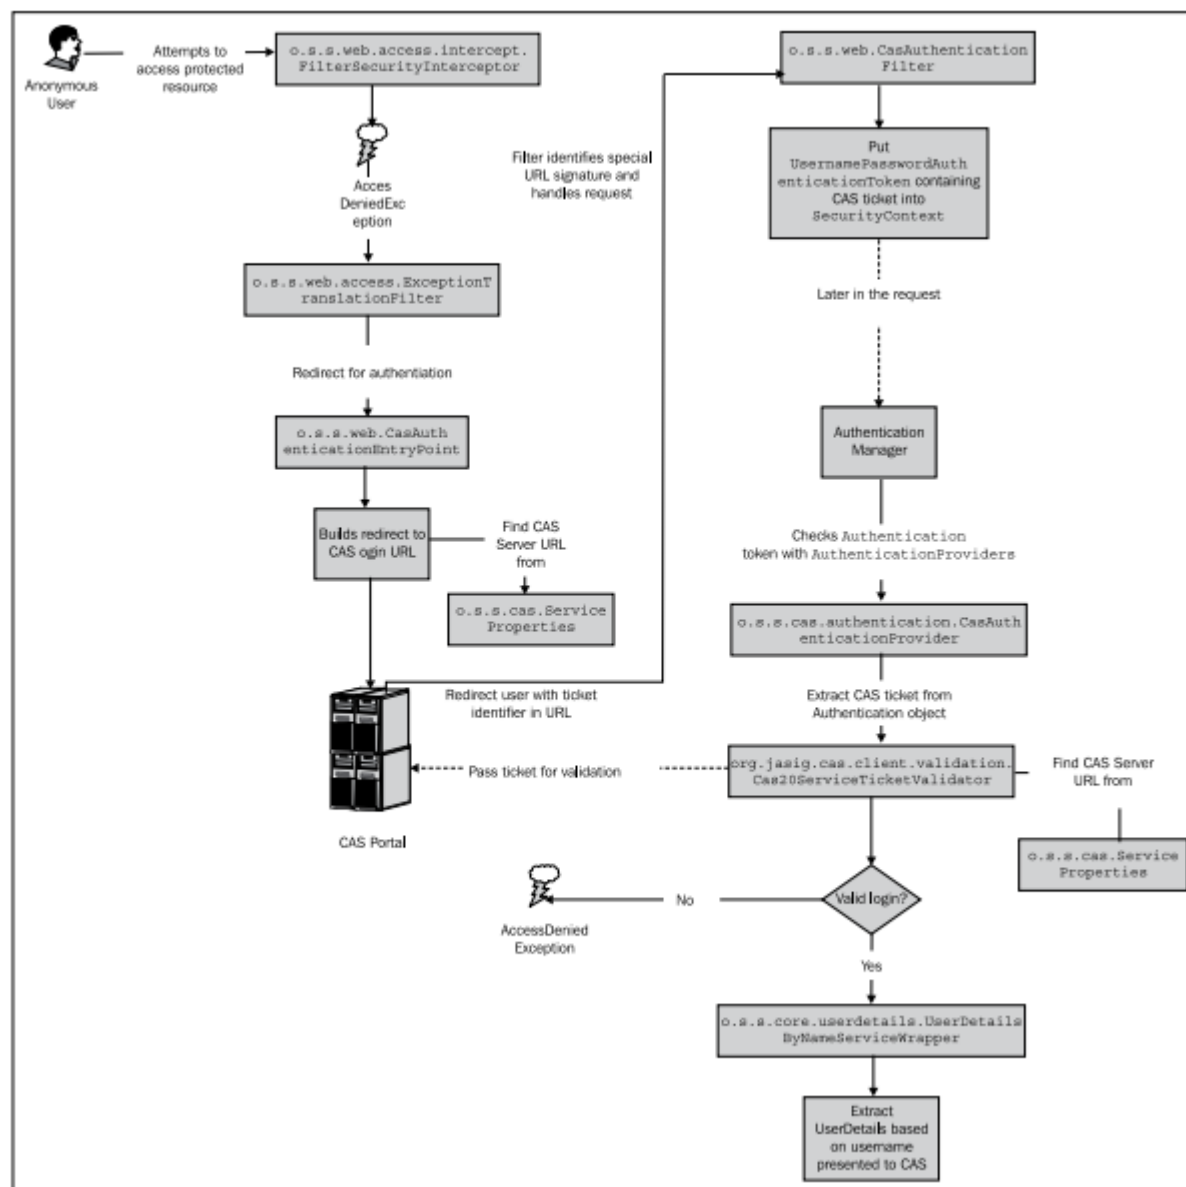 Anonymous
User
Attempts to
access protected
resource
o.s.s.web.access.intercept.
FilterSecurityInterceptor
Acces
DeniedExc
eption
o.s.s.web.access.ExceptionT
ranslationFilter
Redirect for authentiation
o.s.s.web.CasAuth
enticationEntryPoint
Builds redirect to
CAS ogin URL
Find CAS
Server URL
from
o.s.s.cas.Service
Properties
Redirect user with ticket
identifier in URL
CAS Portal
Filter identifies special
URL signature and
handles request
o.s.s.web.CasAuthentication
Filter
Put
UsernamePasswordAuth
enticationToken containing
CAS ticket into
SecurityContext
Later in the request
Authentication
Manager
Checks Authentication
token with AuthenticationProviders
o.s.s.cas.authentication.CasAuth
enticationProvider
Extract CAS ticket from
Authentication object
org.jasig.cas.client.validation.
Cas20ServiceTicketValidator
Pass ticket for validation
Find CAS Server
URL from
o.s.s.cas.Service
Properties
Valid login?
No
AccessDenied
Exception
Yes
o.s.s.core.userdetails.UserDetails
ByNameServiceWrapper
Extract
UserDetails based
on username
presented to CAS